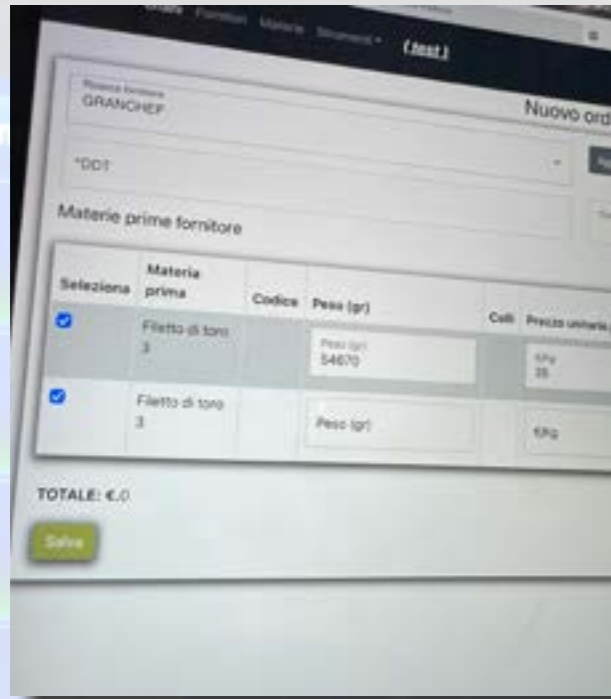 Ordini Fornitori Materie Strumenti (test)
Nuovo ord
Ricerca fornitore
GRANCHEF
*DDT
Materie prime fornitore
Seleziona Materia prima Codice Peso (gr) Colli Prezzo unitario
Filetto di toro 3 Peso (gr) 54670 €/Kg 35
Filetto di toro 3 Peso (gr) €/Kg
TOTALE: €.0
Salva